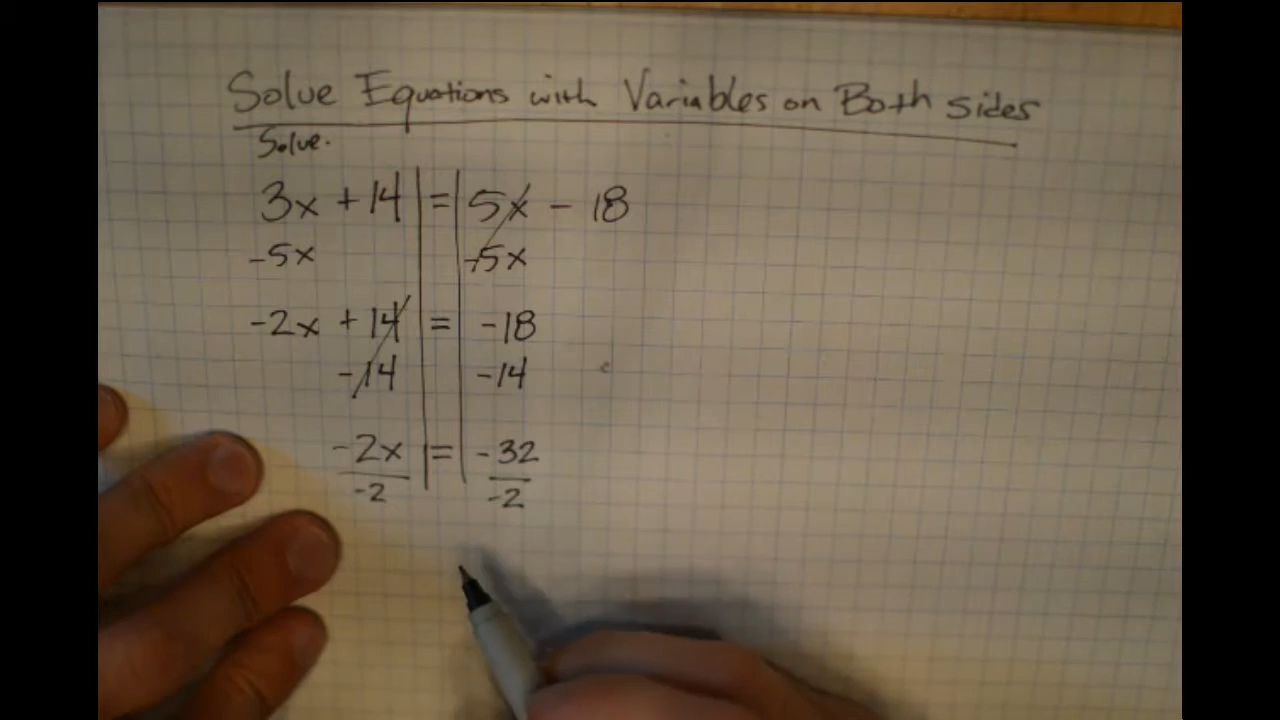 Solve Equations with Variables on Both sides
Solve.
3x + 14 = 5x - 18
-5x -5x
-2x + 14 = -18
-14 -14
-2x = -32
-2 -2